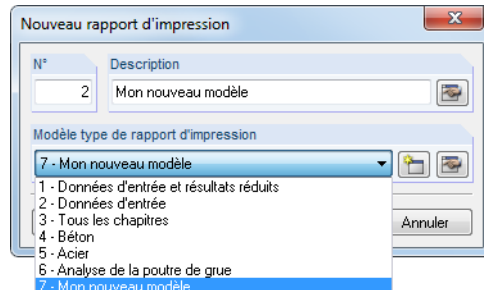 Nouveau rapport d'impression
N°
Description
2
Mon nouveau modèle
Modèle type de rapport d'impression
7 - Mon nouveau modèle
1 - Données d'entrée et résultats réduits
2 - Données d'entrée
3 - Tous les chapitres
4 - Béton
Annuler
5 - Acier
6 - Analyse de la poutre de grue
7 - Mon nouveau modèle